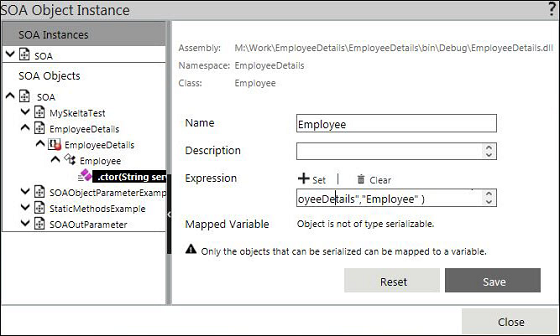 SOA Object Instance ?
SOA Instances
SOA
SOA Objects
SOA
MySkeltaTest
EmployeeDetails
EmployeeDetails
Employee
.ctor(String serv
SOAObjectParameterExamp
StaticMethodsExample
SOAOutParameter
Assembly: M:\Work\EmployeeDetails\EmployeeDetails\bin\Debug\EmployeeDetails.dll
Namespace: EmployeeDetails
Class: Employee
Name Employee
Description
Expression Set | Clear
oyeeDetails","Employee" )
Mapped Variable Object is not of type serializable.
Only the objects that can be serialized can be mapped to a variable.
Reset Save
Close